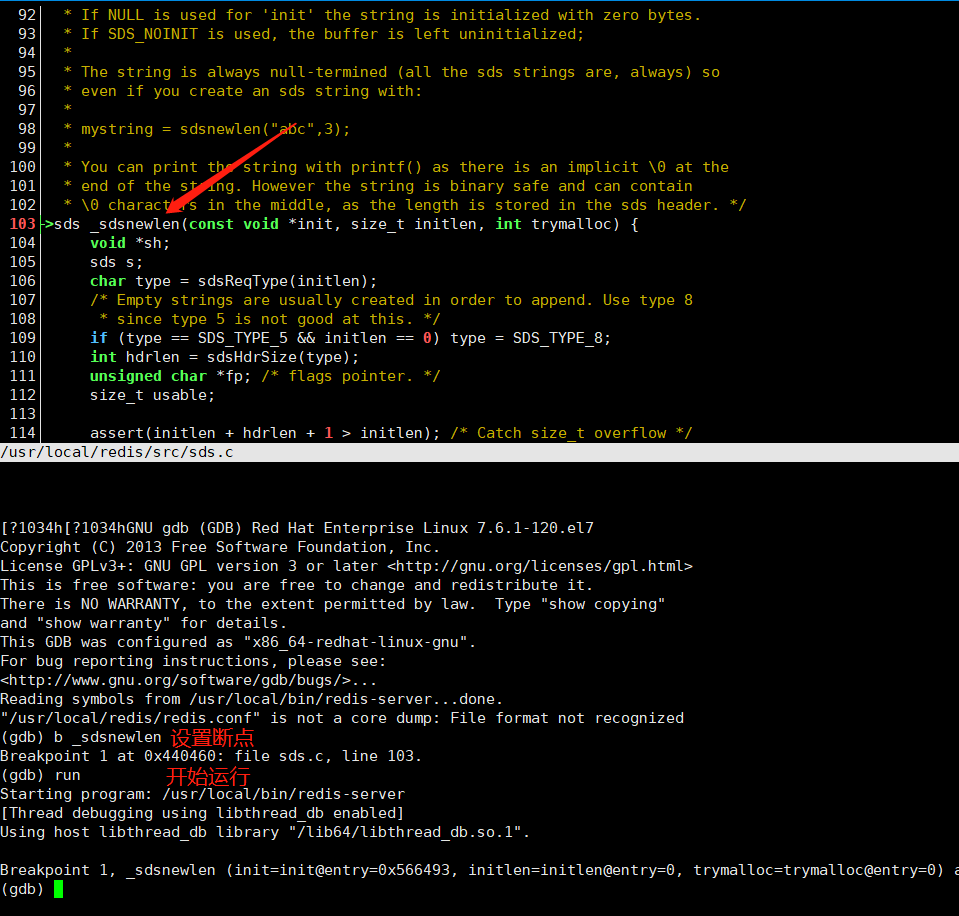 92   * If NULL is used for 'init' the string is initialized with zero bytes.
93   * If SDS_NOINIT is used, the buffer is left uninitialized;
94   *
95   * The string is always null-termined (all the sds strings are, always) so
96   * even if you create an sds string with:
97   *
98   * mystring = sdsnewlen("abc",3);
99   *
100   * You can print the string with printf() as there is an implicit \0 at the
101   * end of the string. However the string is binary safe and can contain
102   * \0 characters in the middle, as the length is stored in the sds header. */
103 ->sds _sdsnewlen(const void *init, size_t initlen, int trymalloc) {
104      void *sh;
105      sds s;
106      char type = sdsReqType(initlen);
107      /* Empty strings are usually created in order to append. Use type 8
108       * since type 5 is not good at this. */
109      if (type == SDS_TYPE_5 && initlen == 0) type = SDS_TYPE_8;
110      int hdrlen = sdsHdrSize(type);
111      unsigned char *fp; /* flags pointer. */
112      size_t usable;
113
114      assert(initlen + hdrlen + 1 > initlen); /* Catch size_t overflow */
/usr/local/redis/src/sds.c
[?1034h[?1034hGNU gdb (GDB) Red Hat Enterprise Linux 7.6.1-120.el7
Copyright (C) 2013 Free Software Foundation, Inc.
License GPLv3+: GNU GPL version 3 or later <http://gnu.org/licenses/gpl.html>
This is free software: you are free to change and redistribute it.
There is NO WARRANTY, to the extent permitted by law.  Type "show copying"
and "show warranty" for details.
This GDB was configured as "x86_64-redhat-linux-gnu".
For bug reporting instructions, please see:
<http://www.gnu.org/software/gdb/bugs/>...
Reading symbols from /usr/local/bin/redis-server...done.
"/usr/local/redis/redis.conf" is not a core dump: File format not recognized
(gdb) b _sdsnewlen 设置断点
Breakpoint 1 at 0x440460: file sds.c, line 103.
(gdb) run 开始运行
Starting program: /usr/local/bin/redis-server
[Thread debugging using libthread_db enabled]
Using host libthread_db library "/lib64/libthread_db.so.1".
Breakpoint 1, _sdsnewlen (init=init@entry=0x566493, initlen=initlen@entry=0, trymalloc=trymalloc@entry=0) a
(gdb)